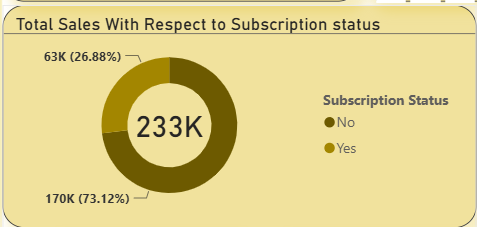 Total Sales With Respect to Subscription status
63K (26.88%)
233K
170K (73.12%)
Subscription Status
No
Yes